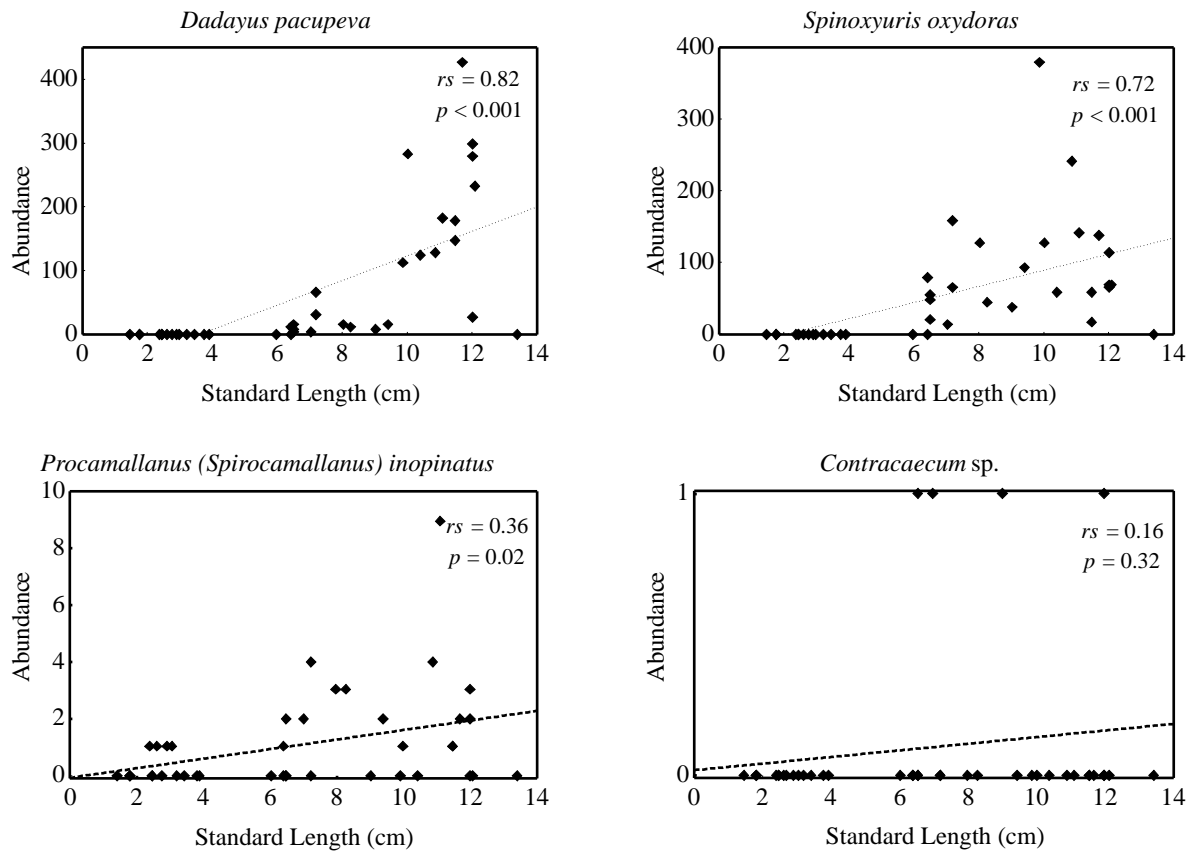 Dadayus pacupeva
400
300
200
100
0
0 2 4 6 8 10 12 14
rs = 0.82
p < 0.001
Abundance
Standard Length (cm)
Spinoxyuris oxydoras
400
300
200
100
0
0 2 4 6 8 10 12 14
rs = 0.72
p < 0.001
Abundance
Standard Length (cm)
Procamallanus (Spirocamallanus) inopinatus
10
8
6
4
2
0
0 2 4 6 8 10 12 14
rs = 0.36
p = 0.02
Abundance
Standard Length (cm)
Contracaecum sp.
1
0
0 2 4 6 8 10 12 14
rs = 0.16
p = 0.32
Abundance
Standard Length (cm)